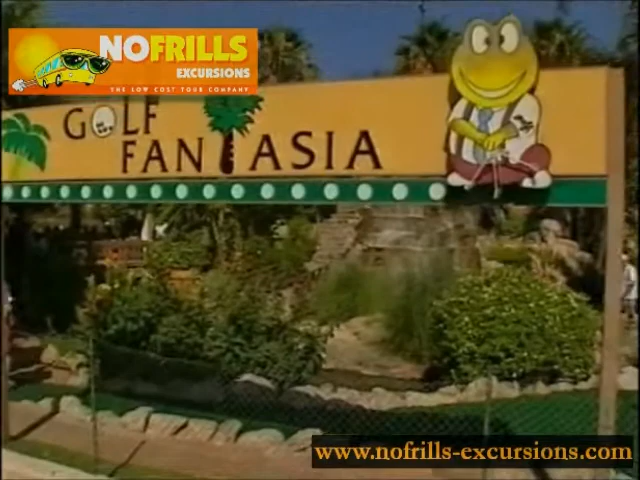 NOFRILLS
EXCURSIONS
THE LOW COST TOUR COMPANY
GOLF
FANTASIA
www.nofrills-excursions.com